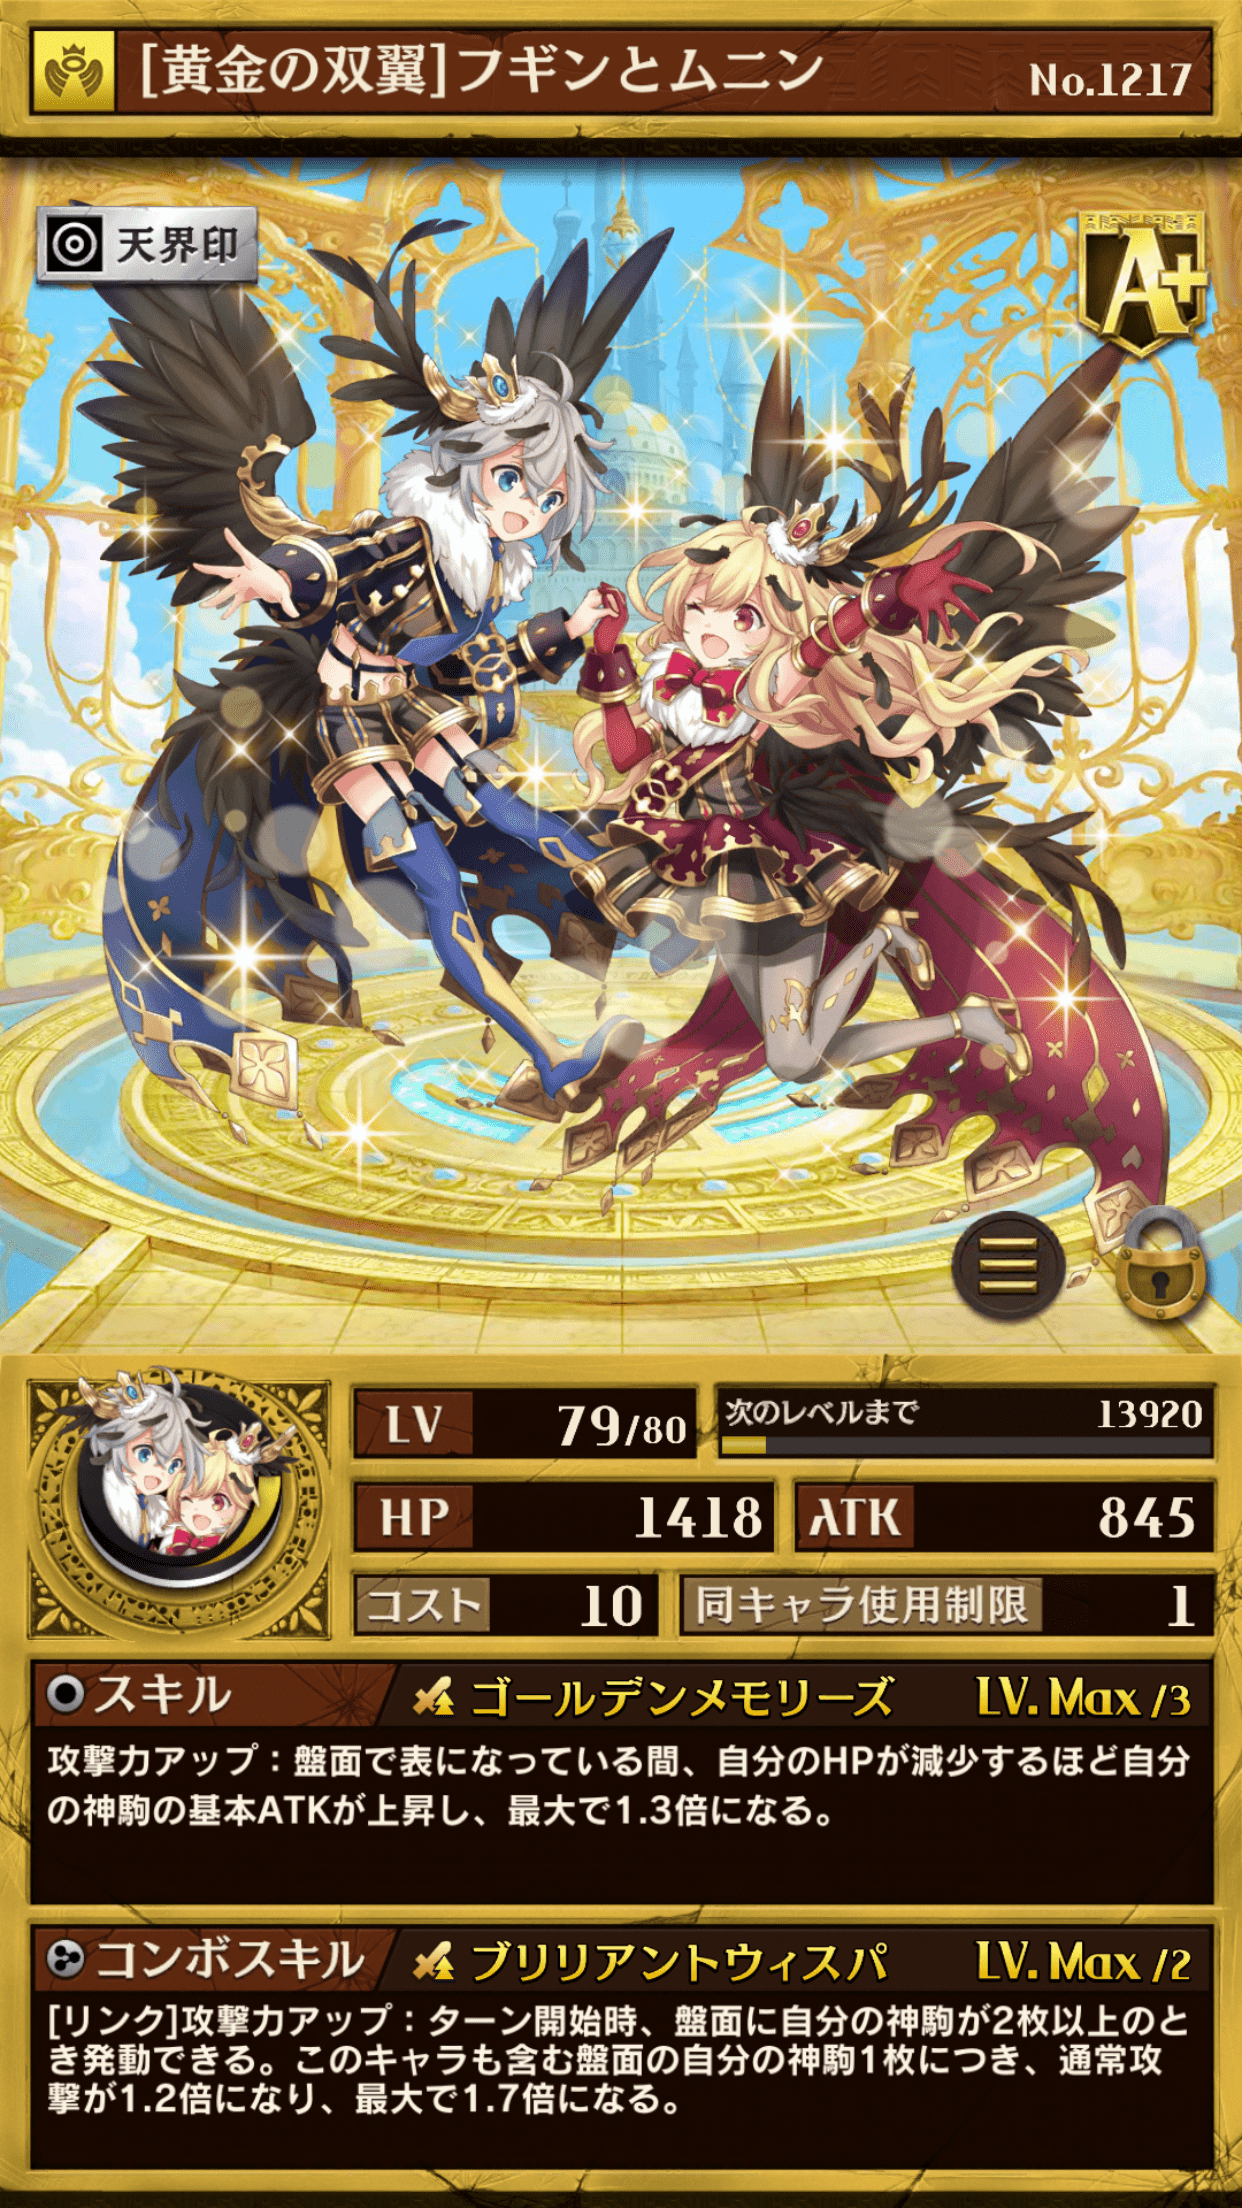 [黄金の双翼]フギンとムニン
No.1217
天界印
A+
LV 79/80
次のレベルまで 13920
HP 1418
ATK 845
コスト 10
同キャラ使用制限 1
スキル ゴールデンメモリーズ LV. Max /3
攻撃力アップ：盤面で表になっている間、自分のHPが減少するほど自分
の神駒の基本ATKが上昇し、最大で1.3倍になる。
コンボスキル ブリリアントウィスパ LV. Max /2
[リンク]攻撃力アップ：ターン開始時、盤面に自分の神駒が2枚以上のと
き発動できる。このキャラも含む盤面の自分の神駒1枚につき、通常攻
撃が1.2倍になり、最大で1.7倍になる。